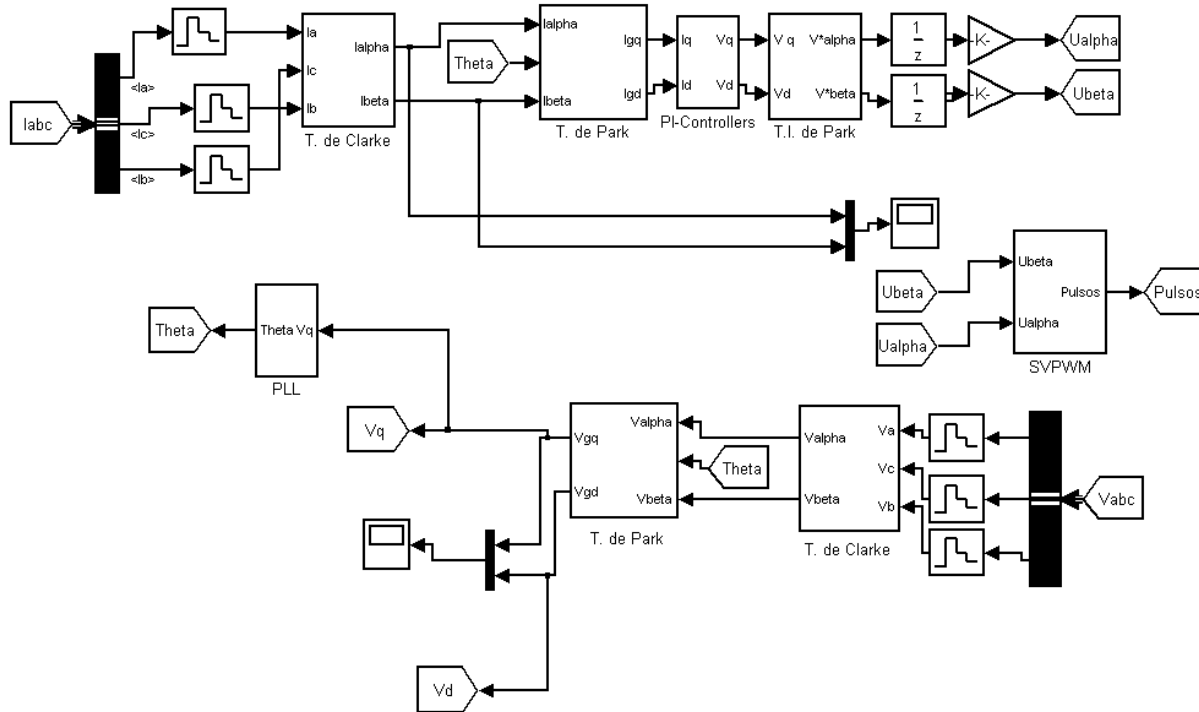 Iabc
<Ia>
<Ic>
<Ib>
Ia
Ic
Ib
Ialpha
Ibeta
T. de Clarke
Theta
Ialpha
Ibeta
Igq
Igd
T. de Park
Iq
Id
Vq
Vd
PI-Controllers
V q
Vd
V*alpha
V*beta
T.I. de Park
1
z
1
z
-K-
-K-
Ualpha
Ubeta
Ubeta
Ualpha
Ubeta
Ualpha
Pulsos
SVPWM
Pulsos
Theta
Theta Vq
PLL
Vq
Vgq
Vgd
Valpha
Vbeta
T. de Park
Theta
Valpha
Vbeta
Va
Vc
Vb
T. de Clarke
Vabc
Vd